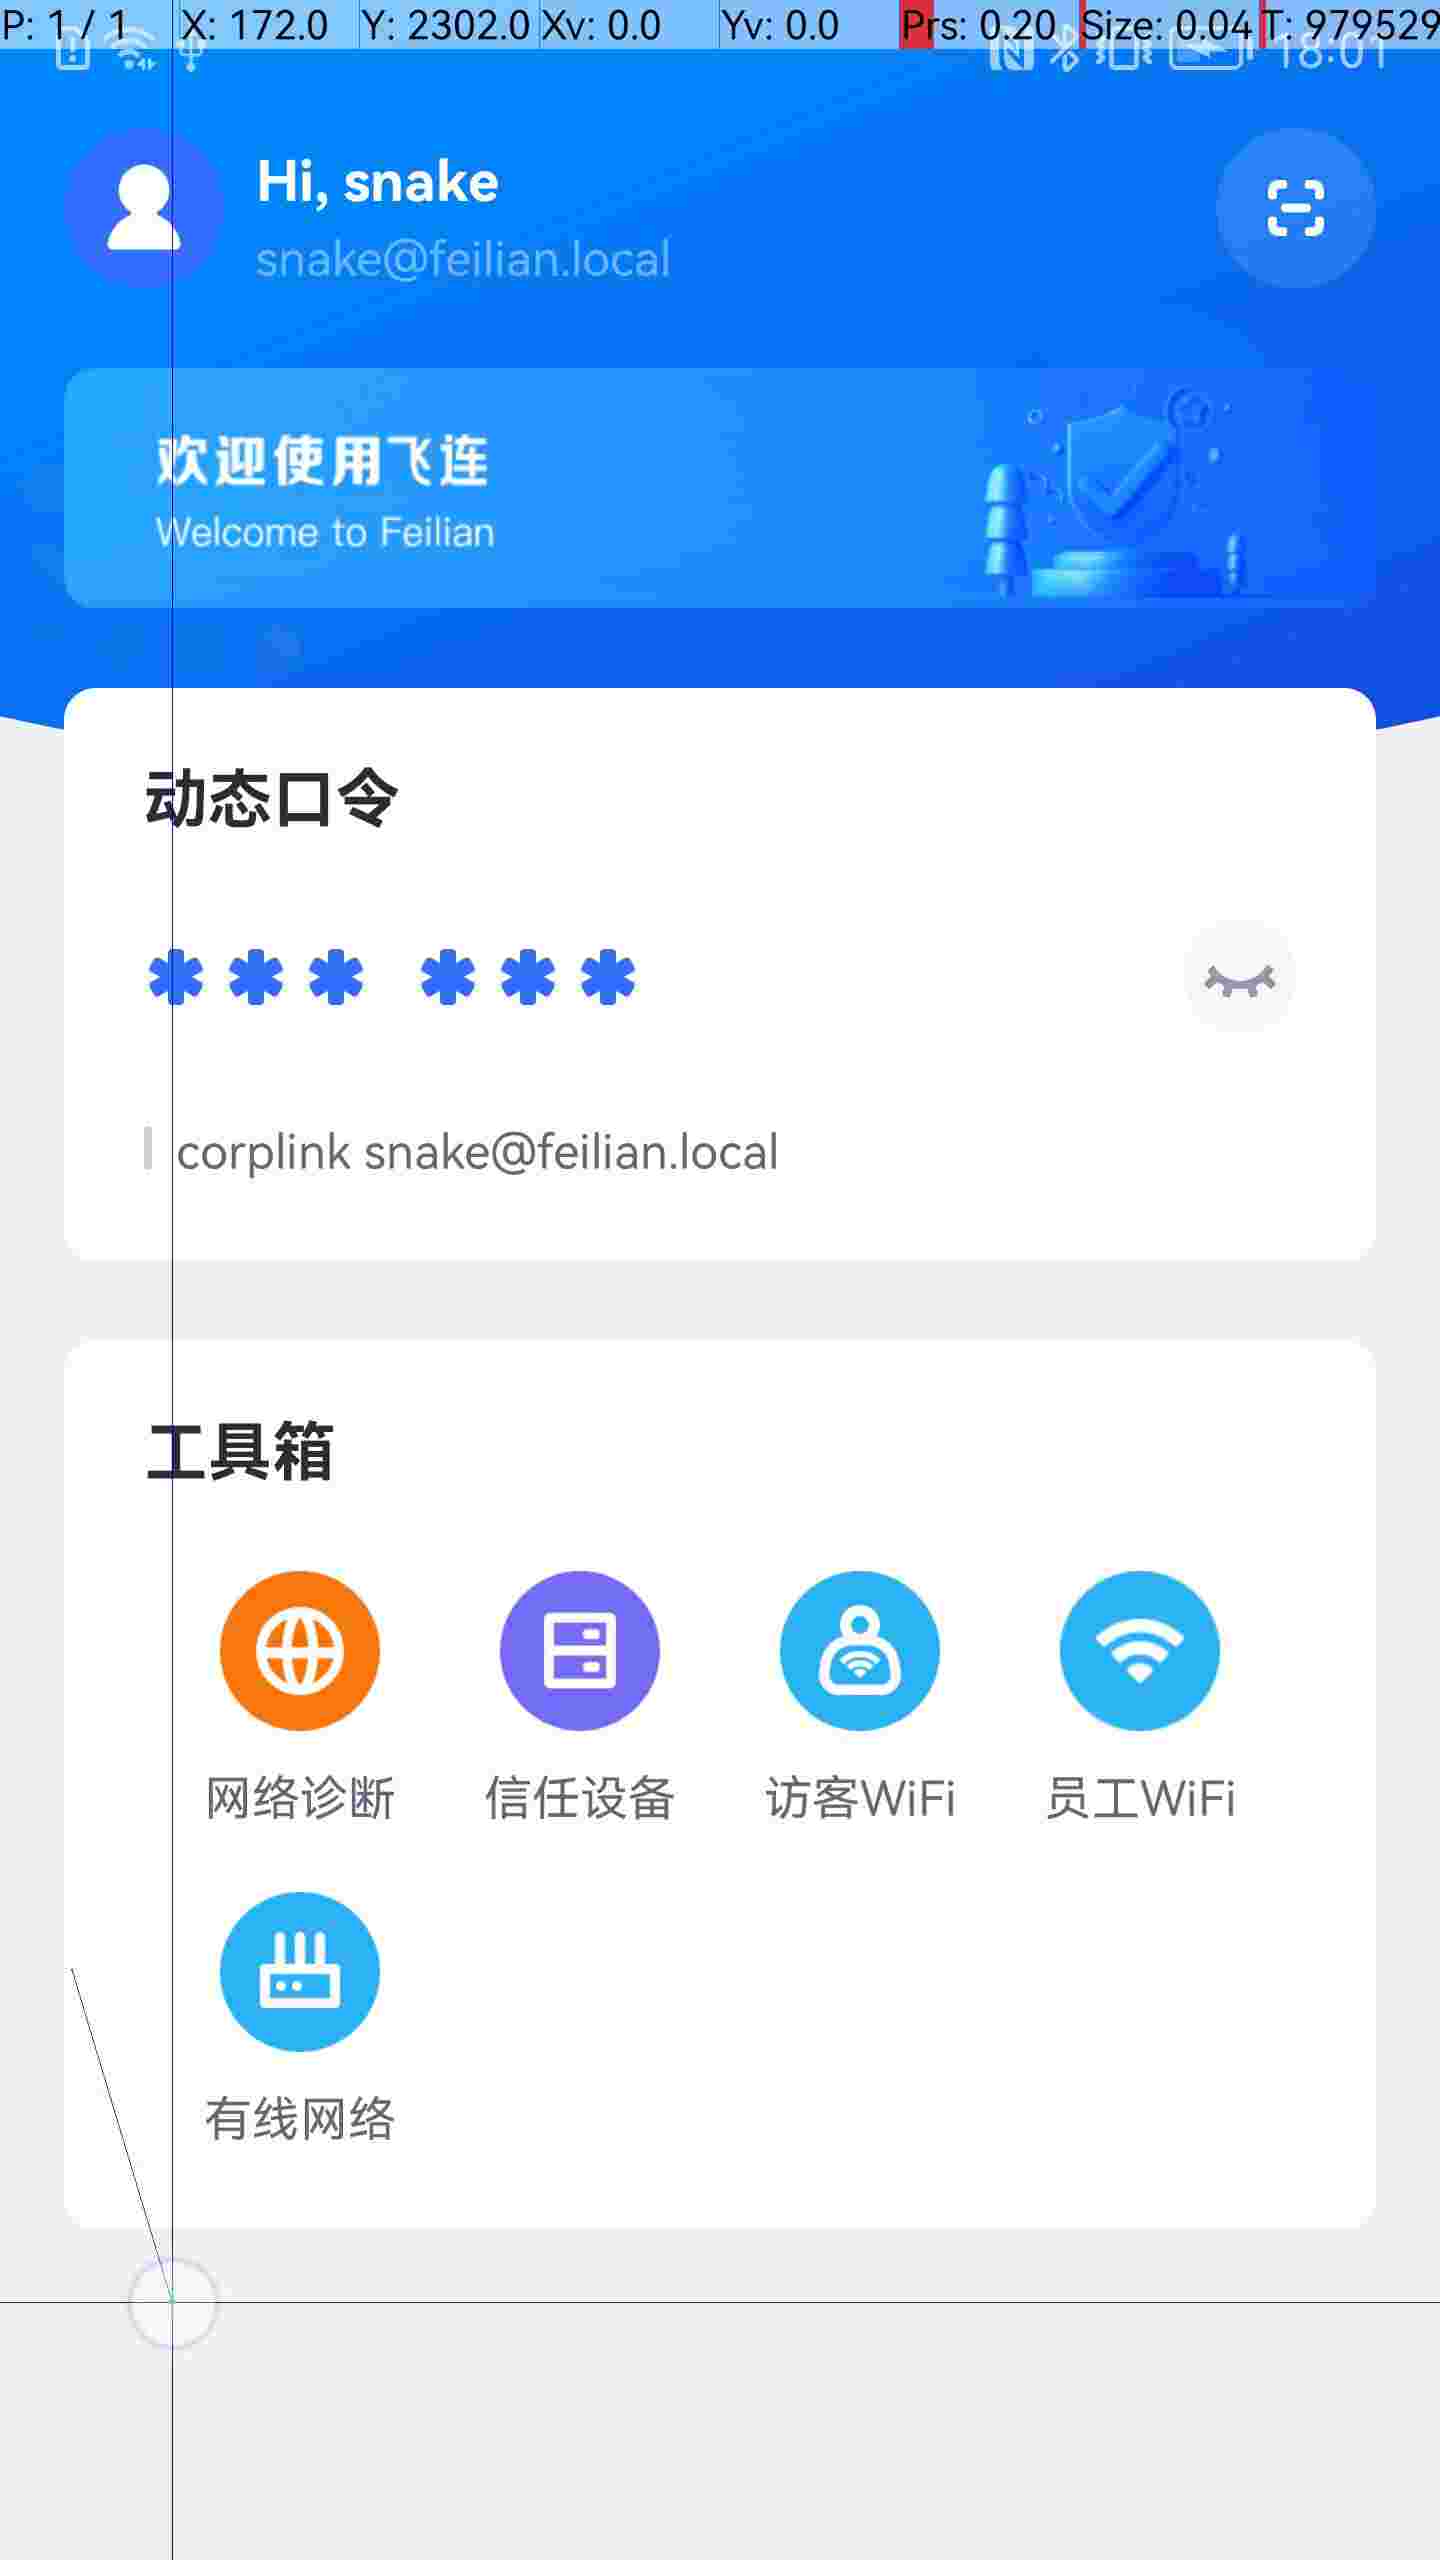 P: 1 / 1 X: 172.0 Y: 2302.0 Xv: 0.0 Yv: 0.0 Prs: 0.20 Size: 0.04 T: 979529
18:01
Hi, snake
snake@feilian.local
欢迎使用飞连
Welcome to Feilian
动态口令
*** ***
corplink snake@feilian.local
工具箱
网络诊断 信任设备 访客WiFi 员工WiFi
有线网络